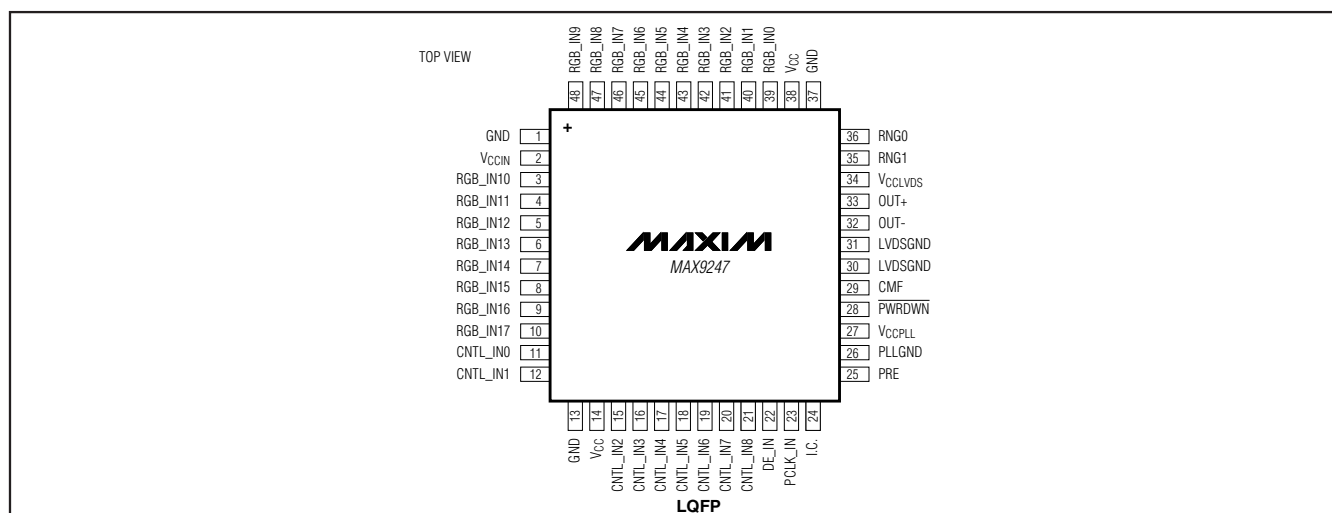 TOP VIEW
RGB_IN9
RGB_IN8
RGB_IN7
RGB_IN6
RGB_IN5
RGB_IN4
RGB_IN3
RGB_IN2
RGB_IN1
RGB_IN0
VCC
GND
48
47
46
45
44
43
42
41
40
39
38
37
GND 1
VCCIN 2
RGB_IN10 3
RGB_IN11 4
RGB_IN12 5
RGB_IN13 6
RGB_IN14 7
RGB_IN15 8
RGB_IN16 9
RGB_IN17 10
CNTL_IN0 11
CNTL_IN1 12
+
MAXIM
MAX9247
36 RNG0
35 RNG1
34 VCCLVDS
33 OUT+
32 OUT-
31 LVDSGND
30 LVDSGND
29 CMF
28 PWRDWN
27 VCCPLL
26 PLLGND
25 PRE
13
14
15
16
17
18
19
20
21
22
23
24
GND
VCC
CNTL_IN2
CNTL_IN3
CNTL_IN4
CNTL_IN5
CNTL_IN6
CNTL_IN7
CNTL_IN8
DE_IN
PCLK_IN
I.C.
LQFP